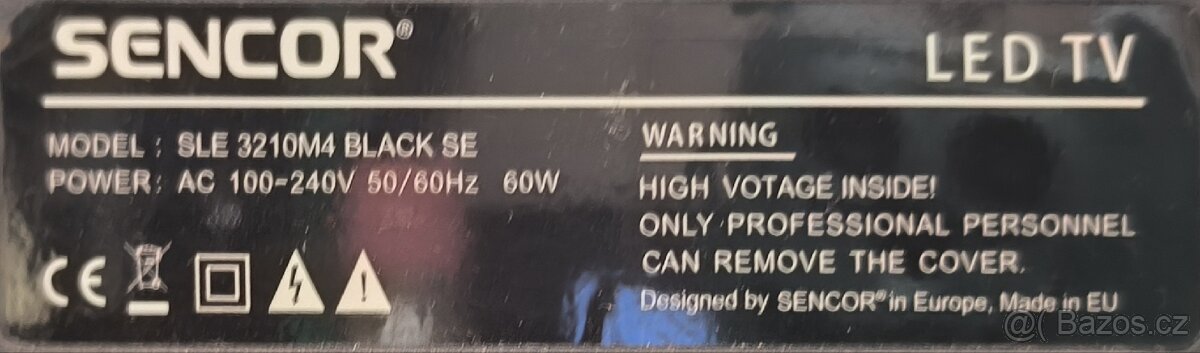 SENCOR®
LED TV
MODEL : SLE 3210M4 BLACK SE
POWER: AC 100-240V 50/60Hz 60W
WARNING
HIGH VOTAGE INSIDE!
ONLY PROFESSIONAL PERSONNEL
CAN REMOVE THE COVER.
Designed by SENCOR® in Europe, Made in EU
CE
@( Bazos.cz